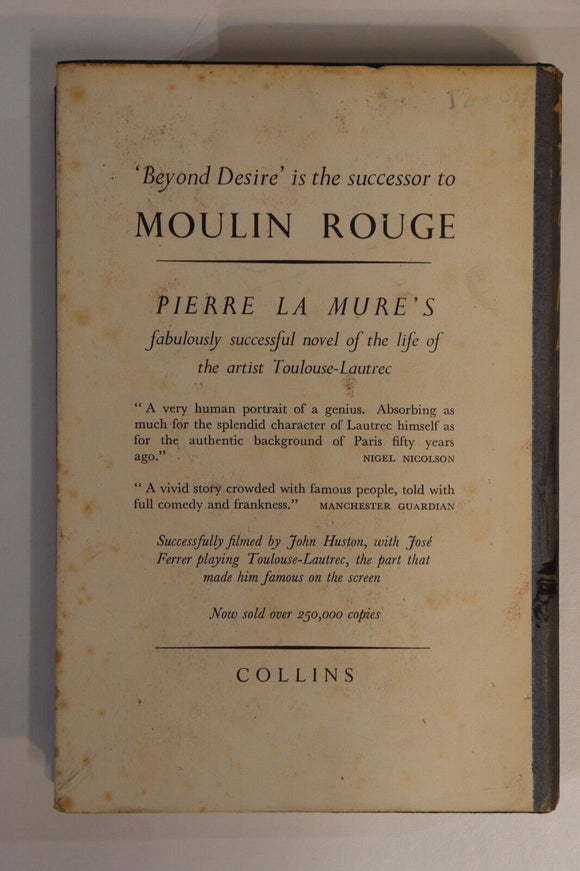 ‘Beyond Desire’ is the successor to
MOULIN ROUGE
PIERRE LA MURE’S
fabulously successful novel of the life of
the artist Toulouse-Lautrec
“ A very human portrait of a genius. Absorbing as
much for the splendid character of Lautrec himself as
for the authentic background of Paris fifty years
ago.” NIGEL NICOLSON
“ A vivid story crowded with famous people, told with
full comedy and frankness.” MANCHESTER GUARDIAN
Successfully filmed by John Huston, with José
Ferrer playing Toulouse-Lautrec, the part that
made him famous on the screen
Now sold over 250,000 copies
COLLINS